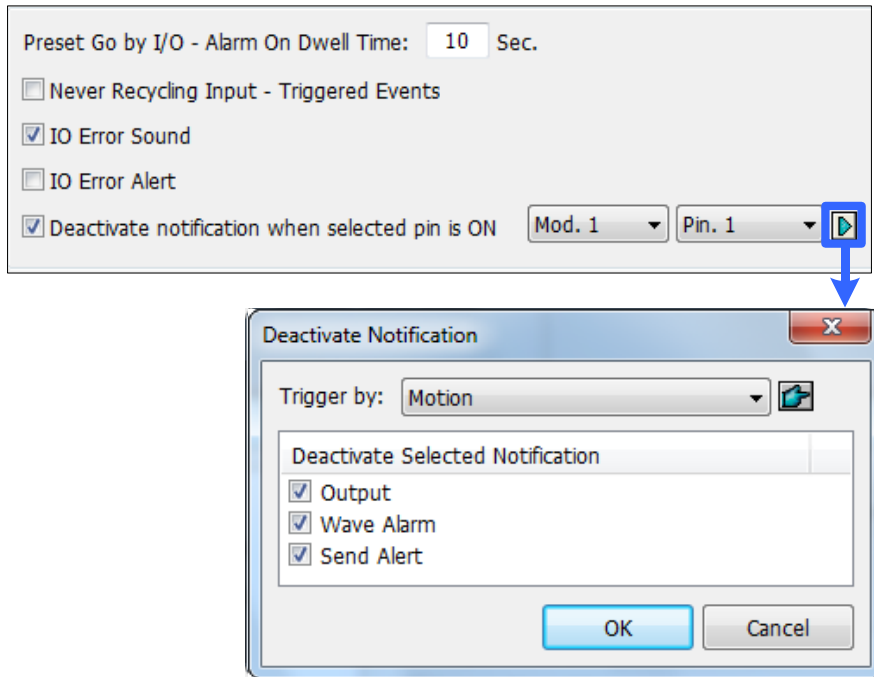 Preset Go by I/O - Alarm On Dwell Time: 10 Sec.
Never Recycling Input - Triggered Events
IO Error Sound
IO Error Alert
Deactivate notification when selected pin is ON Mod. 1 Pin. 1
Deactivate Notification
Trigger by: Motion
Deactivate Selected Notification
Output
Wave Alarm
Send Alert
OK Cancel